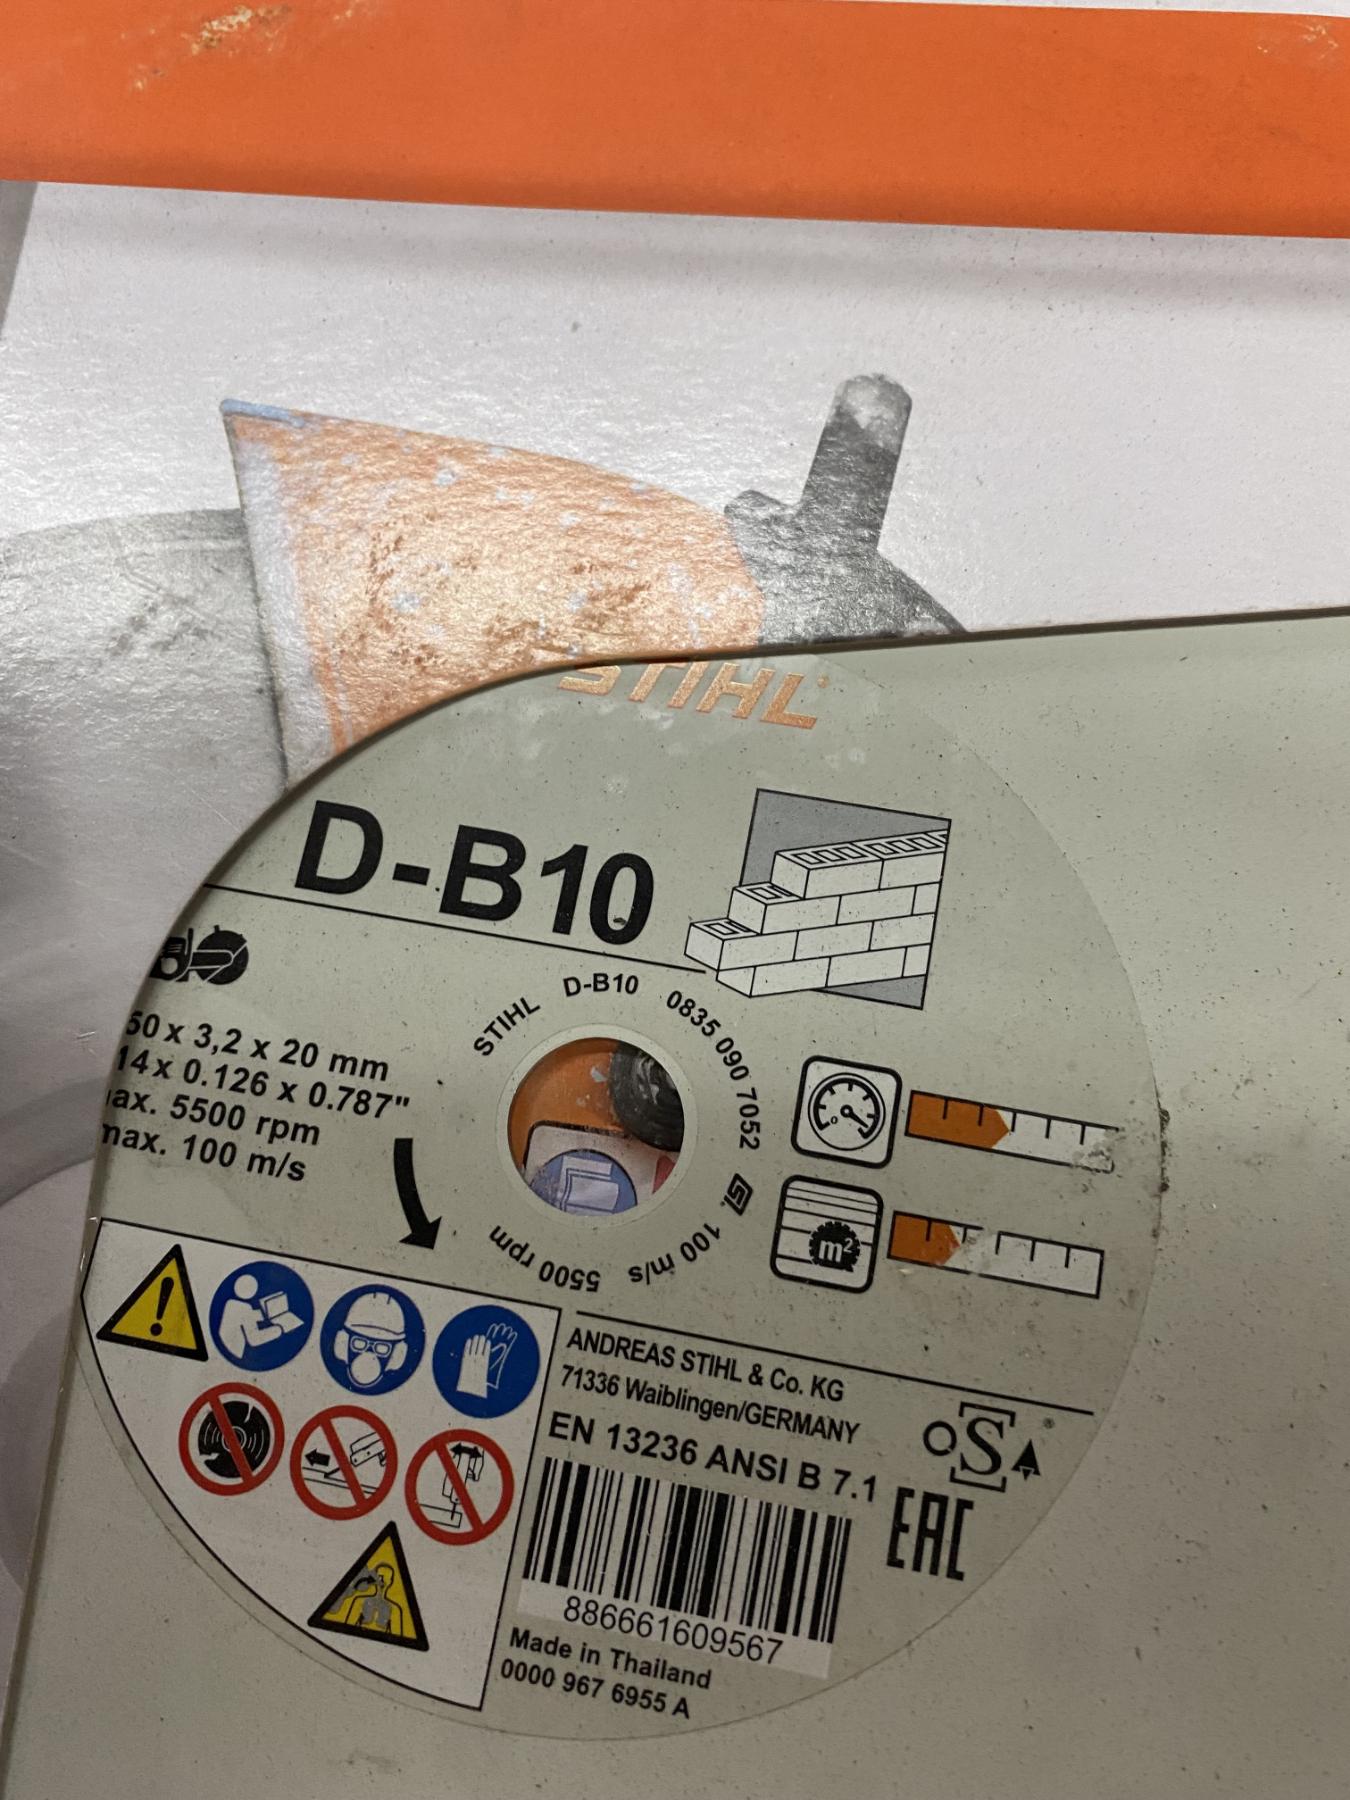 STIHL
D-B10
STIHL D-B10 0835 090 7052 100 m/s 5500 rpm
50 x 3,2 x 20 mm
14 x 0.126 x 0.787"
ax. 5500 rpm
max. 100 m/s
m²
ANDREAS STIHL & Co. KG
71336 Waiblingen/GERMANY
EN 13236 ANSI B 7.1
oSa
EAC
886661609567
Made in Thailand
0000 967 6955 A